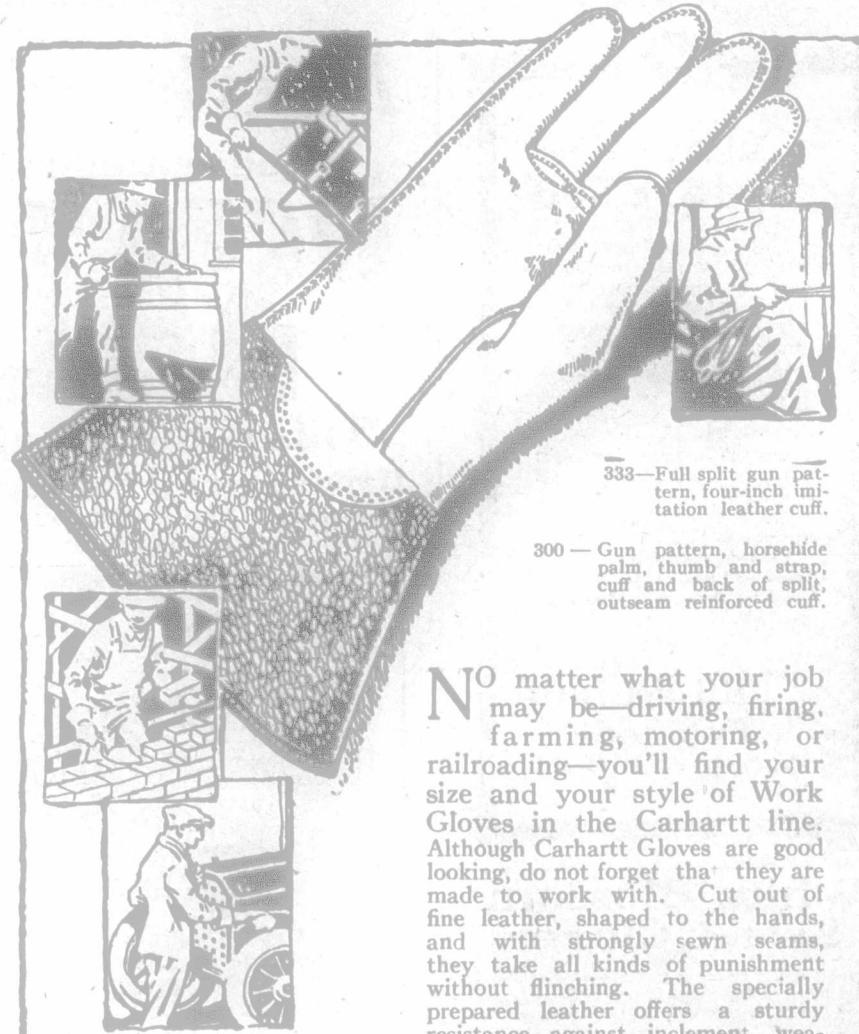 333—Full split gun pat-
tern, four-inch imi-
tation leather cuff.
300 — Gun pattern, horsehide
palm, thumb and strap,
cuff and back of split,
outseam reinforced cuff.
NO matter what your job
may be—driving, firing,
farming, motoring, or
railroading—you'll find your
size and your style of Work
Gloves in the Carhartt line.
Although Carhartt Gloves are good
looking, do not forget tha they are
made to work with. Cut out of
fine leather, shaped to the hands,
and with strongly sewn seams,
they take all kinds of punishment
without flinching. The specially
prepared leather offers a sturdy
resistance against inclement wea-